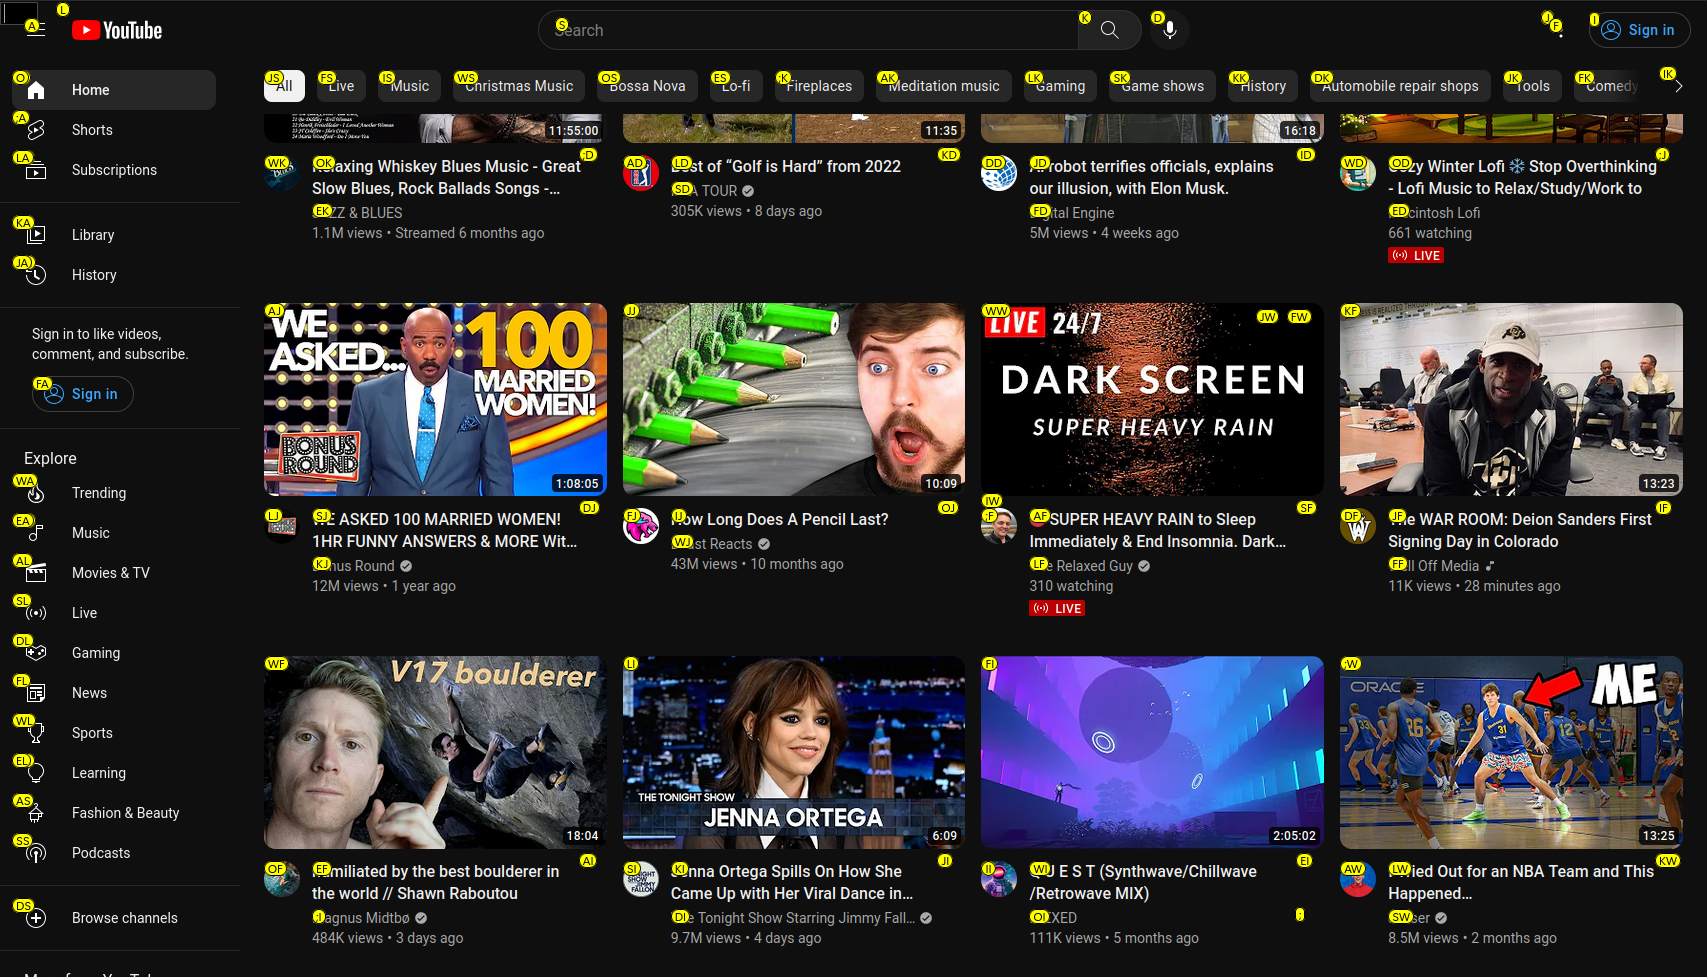 YouTube
Search
Sign in
Home
Shorts
Subscriptions
Library
History
Sign in to like videos,
comment, and subscribe.
Sign in
Explore
Trending
Music
Movies & TV
Live
Gaming
News
Sports
Learning
Fashion & Beauty
Podcasts
Browse channels
All
Live
Music
Christmas Music
Bossa Nova
Lo-fi
Fireplaces
Meditation music
Gaming
Game shows
History
Automobile repair shops
Tools
Comedy
11:55:00
Relaxing Whiskey Blues Music - Great
Slow Blues, Rock Ballads Songs -...
JAZZ & BLUES
1.1M views • Streamed 6 months ago
11:35
Best of “Golf is Hard” from 2022
PGA TOUR
305K views • 8 days ago
16:18
AI robot terrifies officials, explains
our illusion, with Elon Musk.
Digital Engine
5M views • 4 weeks ago
Cozy Winter Lofi ❄ Stop Overthinking
- Lofi Music to Relax/Study/Work to
Macintosh Lofi
661 watching
LIVE
WE
ASKED...
100
MARRIED
WOMEN!
BONUS
ROUND
1:08:05
WE ASKED 100 MARRIED WOMEN!
1HR FUNNY ANSWERS & MORE Wit...
Bonus Round
12M views • 1 year ago
10:09
How Long Does A Pencil Last?
Beast Reacts
43M views • 10 months ago
LIVE 24/7
DARK SCREEN
SUPER HEAVY RAIN
SUPER HEAVY RAIN to Sleep
Immediately & End Insomnia. Dark...
The Relaxed Guy
310 watching
LIVE
13:23
The WAR ROOM: Deion Sanders First
Signing Day in Colorado
Well Off Media
11K views • 28 minutes ago
V17 boulderer
18:04
Humiliated by the best boulderer in
the world // Shawn Raboutou
Magnus Midtbø
484K views • 3 days ago
THE TONIGHT SHOW
JENNA ORTEGA
6:09
Jenna Ortega Spills On How She
Came Up with Her Viral Dance in...
The Tonight Show Starring Jimmy Fall...
9.7M views • 4 days ago
2:05:02
Q U E S T (Synthwave/Chillwave
/Retrowave MIX)
111K views • 5 months ago
ORACLE
ME
13:25
I Tried Out for an NBA Team and This
Happened...
8.5M views • 2 months ago